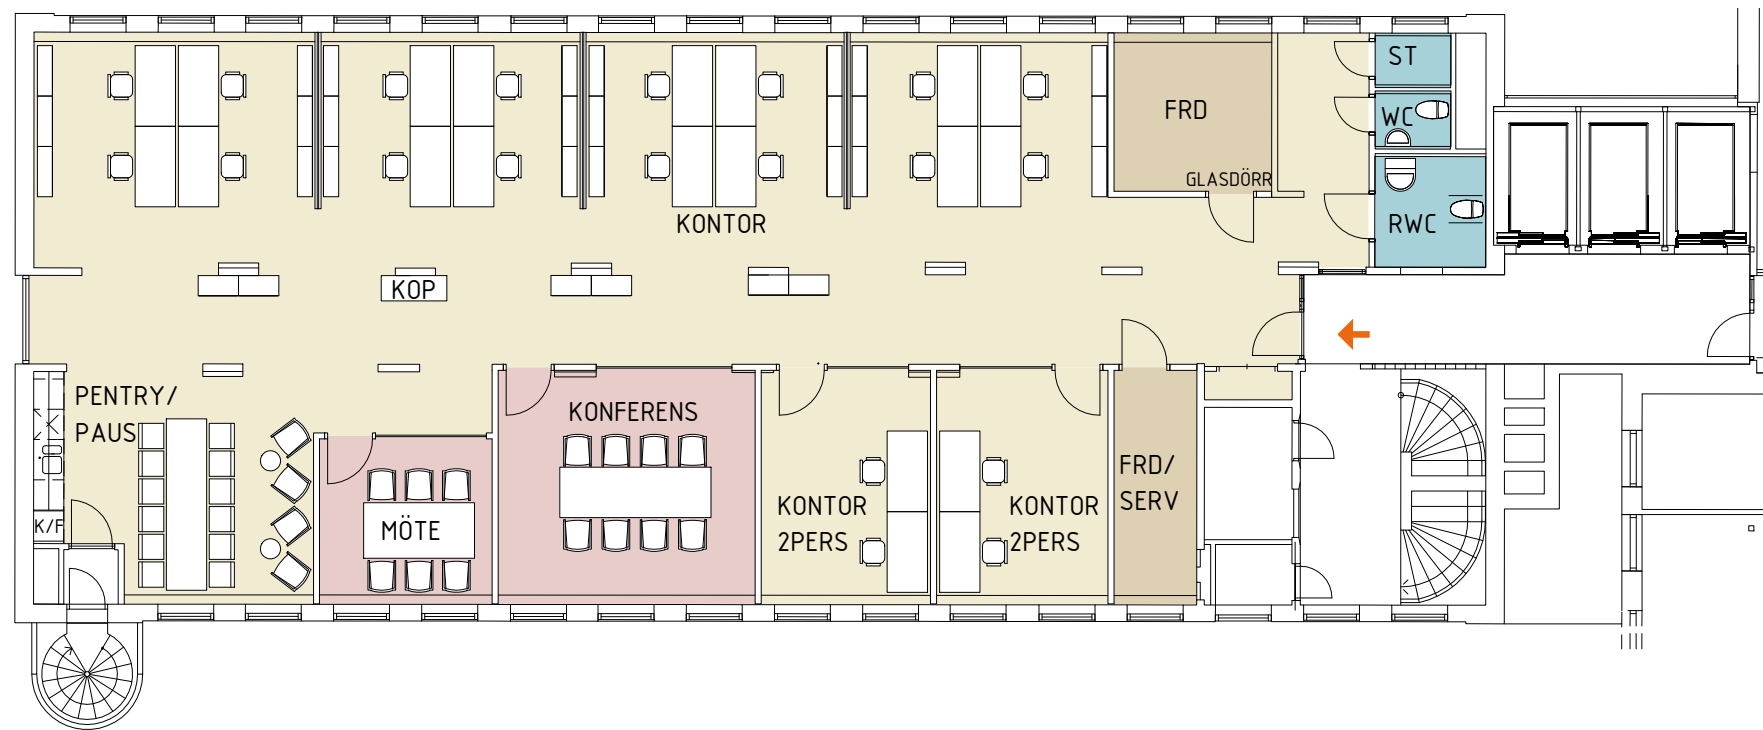 ST
FRD
WC
GLASDÖRR
KONTOR
RWC
KOP
PENTRY/
PAUS
KONFERENS
K/F
MÖTE
KONTOR
2PERS
KONTOR
2PERS
FRD/
SERV